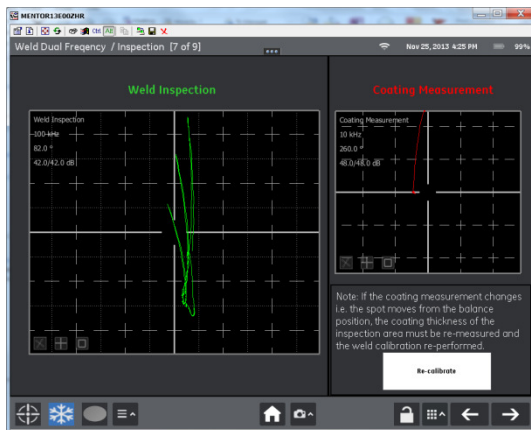 MENTOR13E00ZHR
Ctrl
Weld Dual Freqency / Inspection [7 of 9]
Nov 25, 2013 4:25 PM
99%
Weld Inspection
Weld Inspection
100 kHz
82.0 °
42.0/42.0 dB
Coating Measurement
Coating Measurement
10 kHz
260.0 °
48.0/48.0 dB
Note: If the coating measurement changes
i.e. the spot moves from the balance
position, the coating thickness of the
inspection area must be re-measured and
the weld calibration re-performed.
Re-calibrate